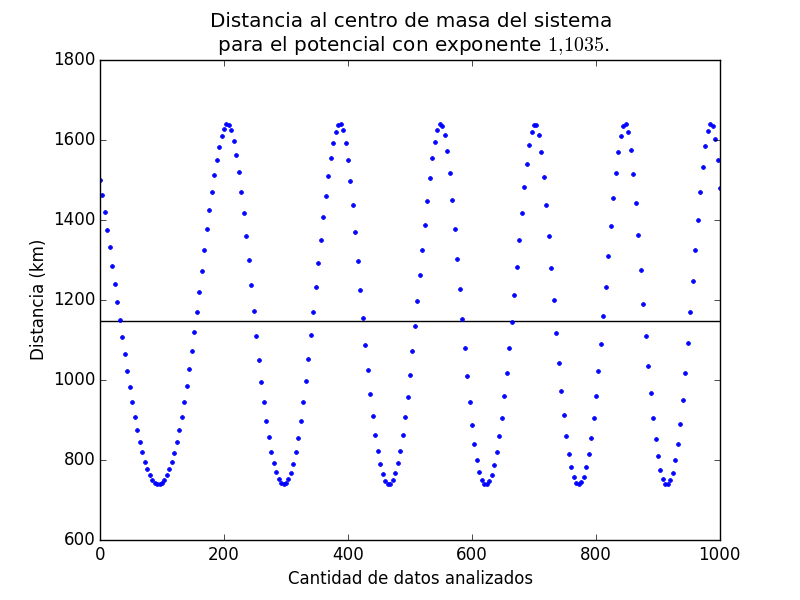 Distancia al centro de masa del sistema
para el potencial con exponente 1,1035.
1800
1600
1400
1200
1000
800
600
Distancia (km)
0 200 400 600 800 1000
Cantidad de datos analizados